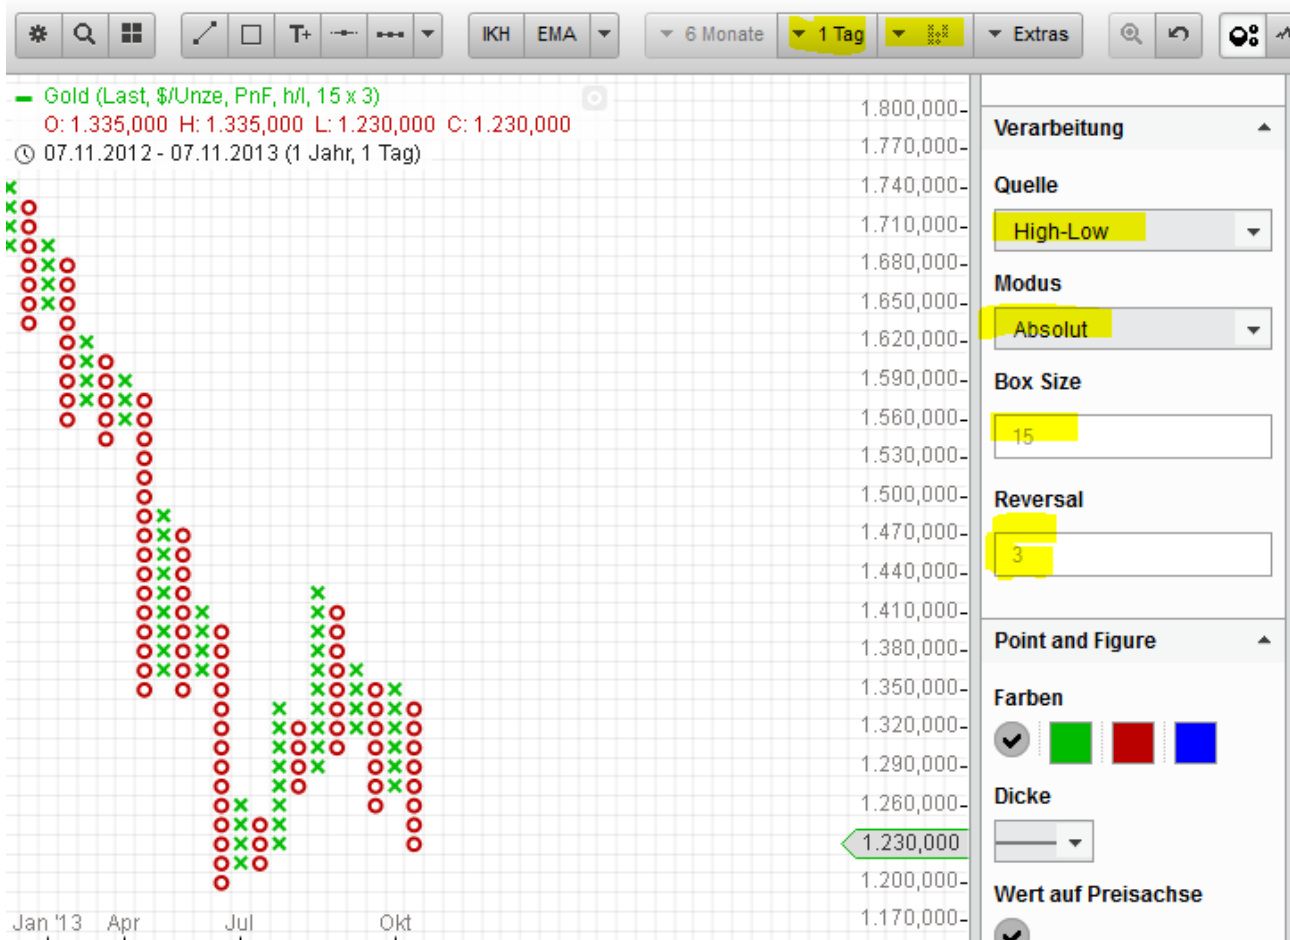 T+ IKH EMA 6 Monate 1 Tag Extras
Gold (Last, $/Unze, PnF, h/l, 15 x 3)
O: 1.335,000 H: 1.335,000 L: 1.230,000 C: 1.230,000
07.11.2012 - 07.11.2013 (1 Jahr, 1 Tag)
1.800,000
1.770,000
1.740,000
1.710,000
1.680,000
1.650,000
1.620,000
1.590,000
1.560,000
1.530,000
1.500,000
1.470,000
1.440,000
1.410,000
1.380,000
1.350,000
1.320,000
1.290,000
1.260,000
1.230,000
1.200,000
1.170,000
Jan '13 Apr Jul Okt
Verarbeitung
Quelle
High-Low
Modus
Absolut
Box Size
15
Reversal
3
Point and Figure
Farben
Dicke
Wert auf Preisachse